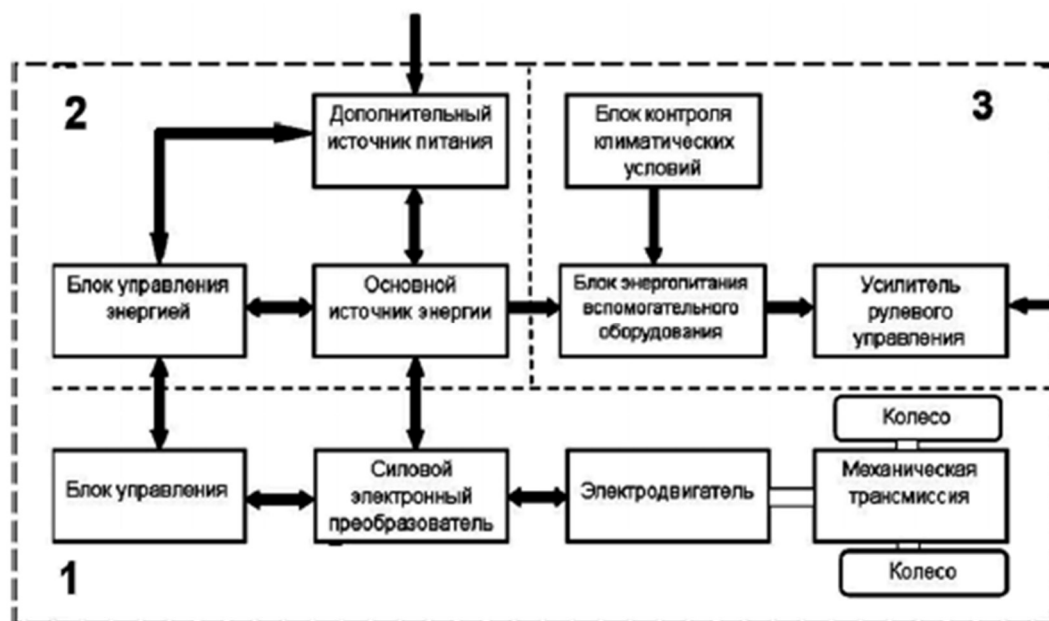 2
Дополнительный
источник питания
Блок контроля
климатических
условий
3
Блок управления
энергией
Основной
источник энергии
Блок энергопитания
вспомогательного
оборудования
Усилитель
рулевого
управления
Колесо
Блок управления
Силовой
электронный
преобразователь
Электродвигатель
Механическая
трансмиссия
1
Колесо